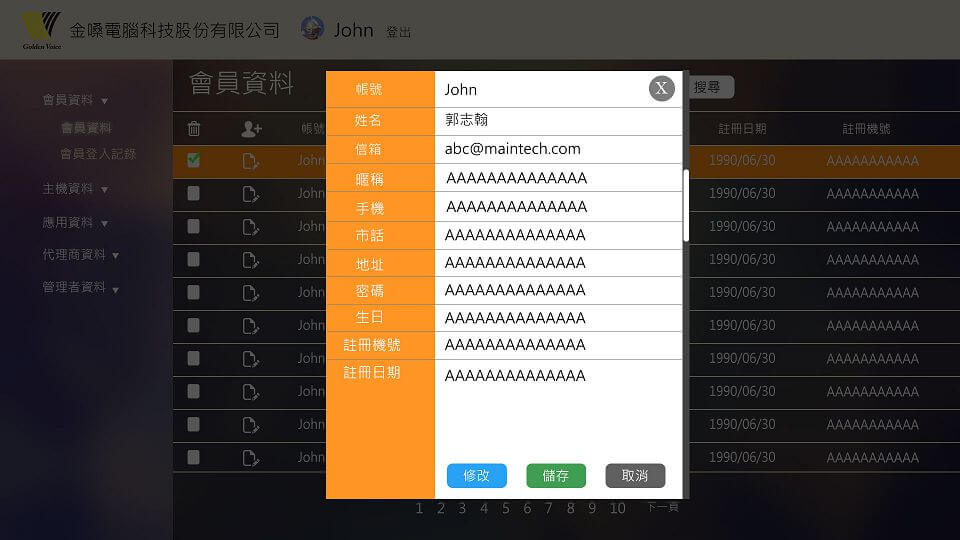 Golden Voice
金嗓電腦科技股份有限公司 John 登出
會員資料 ▼
會員資料
會員登入記錄
主機資料 ▼
應用資料 ▼
代理商資料 ▼
管理者資料 ▼
會員資料
搜尋
帳號 註冊日期 註冊機號
John 1990/06/30 AAAAAAAAAAA
John 1990/06/30 AAAAAAAAAAA
John 1990/06/30 AAAAAAAAAAA
John 1990/06/30 AAAAAAAAAAA
John 1990/06/30 AAAAAAAAAAA
John 1990/06/30 AAAAAAAAAAA
John 1990/06/30 AAAAAAAAAAA
John 1990/06/30 AAAAAAAAAAA
John 1990/06/30 AAAAAAAAAAA
John 1990/06/30 AAAAAAAAAAA
帳號 John X
姓名 郭志翰
信箱 abc@maintech.com
暱稱 AAAAAAAAAAAAAA
手機 AAAAAAAAAAAAAA
市話 AAAAAAAAAAAAAA
地址 AAAAAAAAAAAAAA
密碼 AAAAAAAAAAAAAA
生日 AAAAAAAAAAAAAA
註冊機號 AAAAAAAAAAAAAA
註冊日期 AAAAAAAAAAAAAA
修改 儲存 取消
1 2 3 4 5 6 7 8 9 10 下一頁